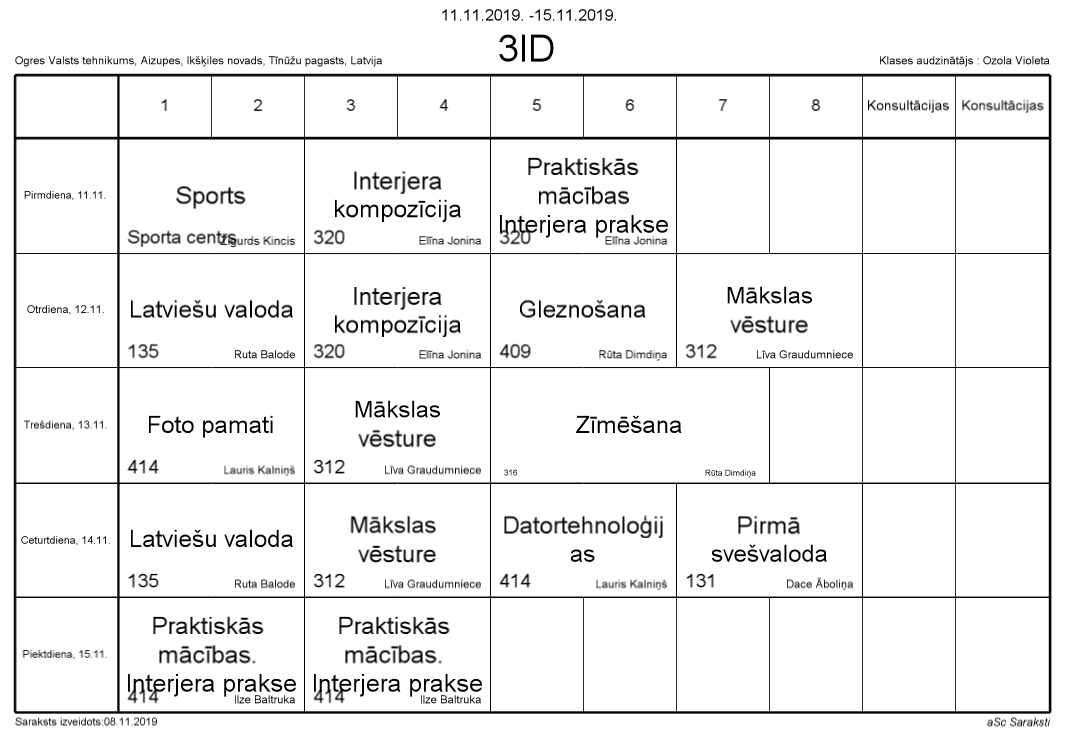 11.11.2019. -15.11.2019.
3ID
Ogres Valsts tehnikums, Aizupes, Ikšķiles novads, Tīnūžu pagasts, Latvija
Klases audzinātājs : Ozola Violeta
1 2 3 4 5 6 7 8 Konsultācijas Konsultācijas
Pirmdiena, 11.11.
Sports
Sporta centrs Zigurds Kincis
Interjera
kompozīcija
320 Elīna Jonina
Praktiskās
mācības
Interjera prakse
320 Elīna Jonina
Otrdiena, 12.11.
Latviešu valoda
135 Ruta Balode
Interjera
kompozīcija
320 Elīna Jonina
Gleznošana
409 Rūta Dimdiņa
Mākslas
vēsture
312 Līva Graudumniece
Trešdiena, 13.11.
Foto pamati
414 Lauris Kalniņš
Mākslas
vēsture
312 Līva Graudumniece
Zīmēšana
316 Rūta Dimdiņa
Ceturtdiena, 14.11.
Latviešu valoda
135 Ruta Balode
Mākslas
vēsture
312 Līva Graudumniece
Datortehnoloģij
as
414 Lauris Kalniņš
Pirmā
svešvaloda
131 Dace Āboliņa
Piektdiena, 15.11.
Praktiskās
mācības.
Interjera prakse
414 Ilze Baltruka
Praktiskās
mācības.
Interjera prakse
414 Ilze Baltruka
Saraksts izveidots:08.11.2019
aSc Saraksti